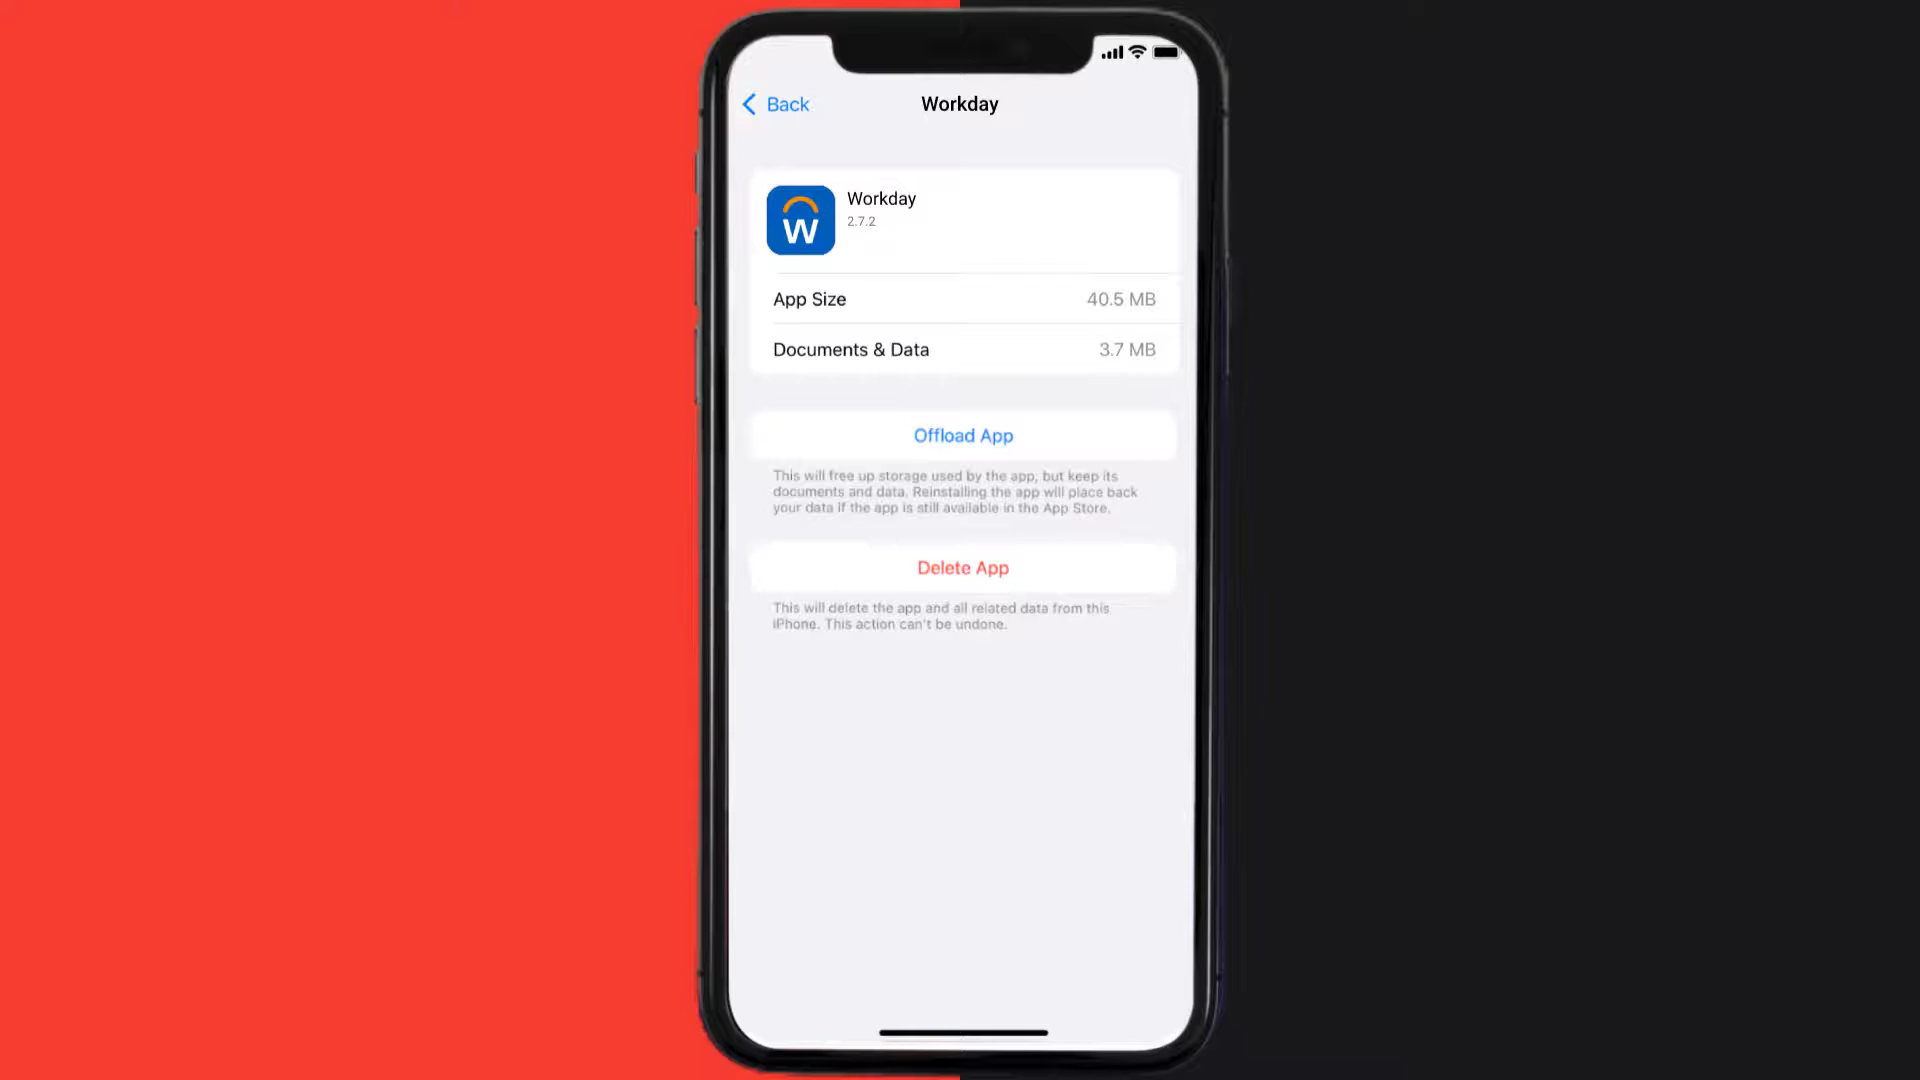 Back
Workday
W
Workday
2.7.2
App Size 40.5 MB
Documents & Data 3.7 MB
Offload App
This will free up storage used by the app, but keep its
documents and data. Reinstalling the app will place back
your data if the app is still available in the App Store.
Delete App
This will delete the app and all related data from this
iPhone. This action can't be undone.